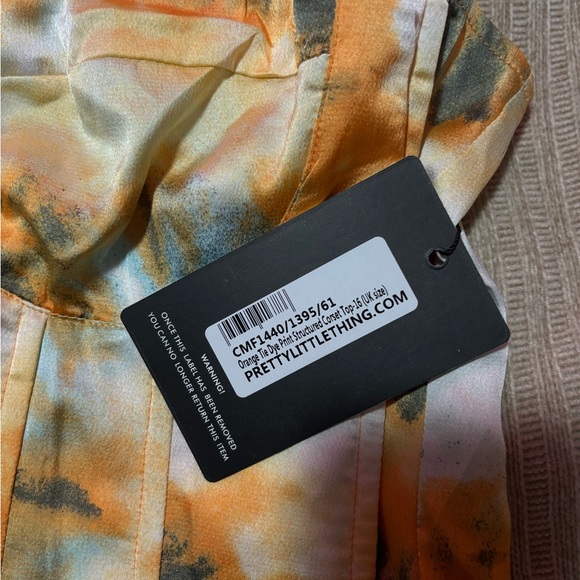 CMF1440/1395/61
Orange Tie Dye Print Structured Corset Top-16 (UK size)
PRETTYLITTLETHING.COM
WARNING!
ONCE THIS LABEL HAS BEEN REMOVED
YOU CAN NO LONGER RETURN THIS ITEM